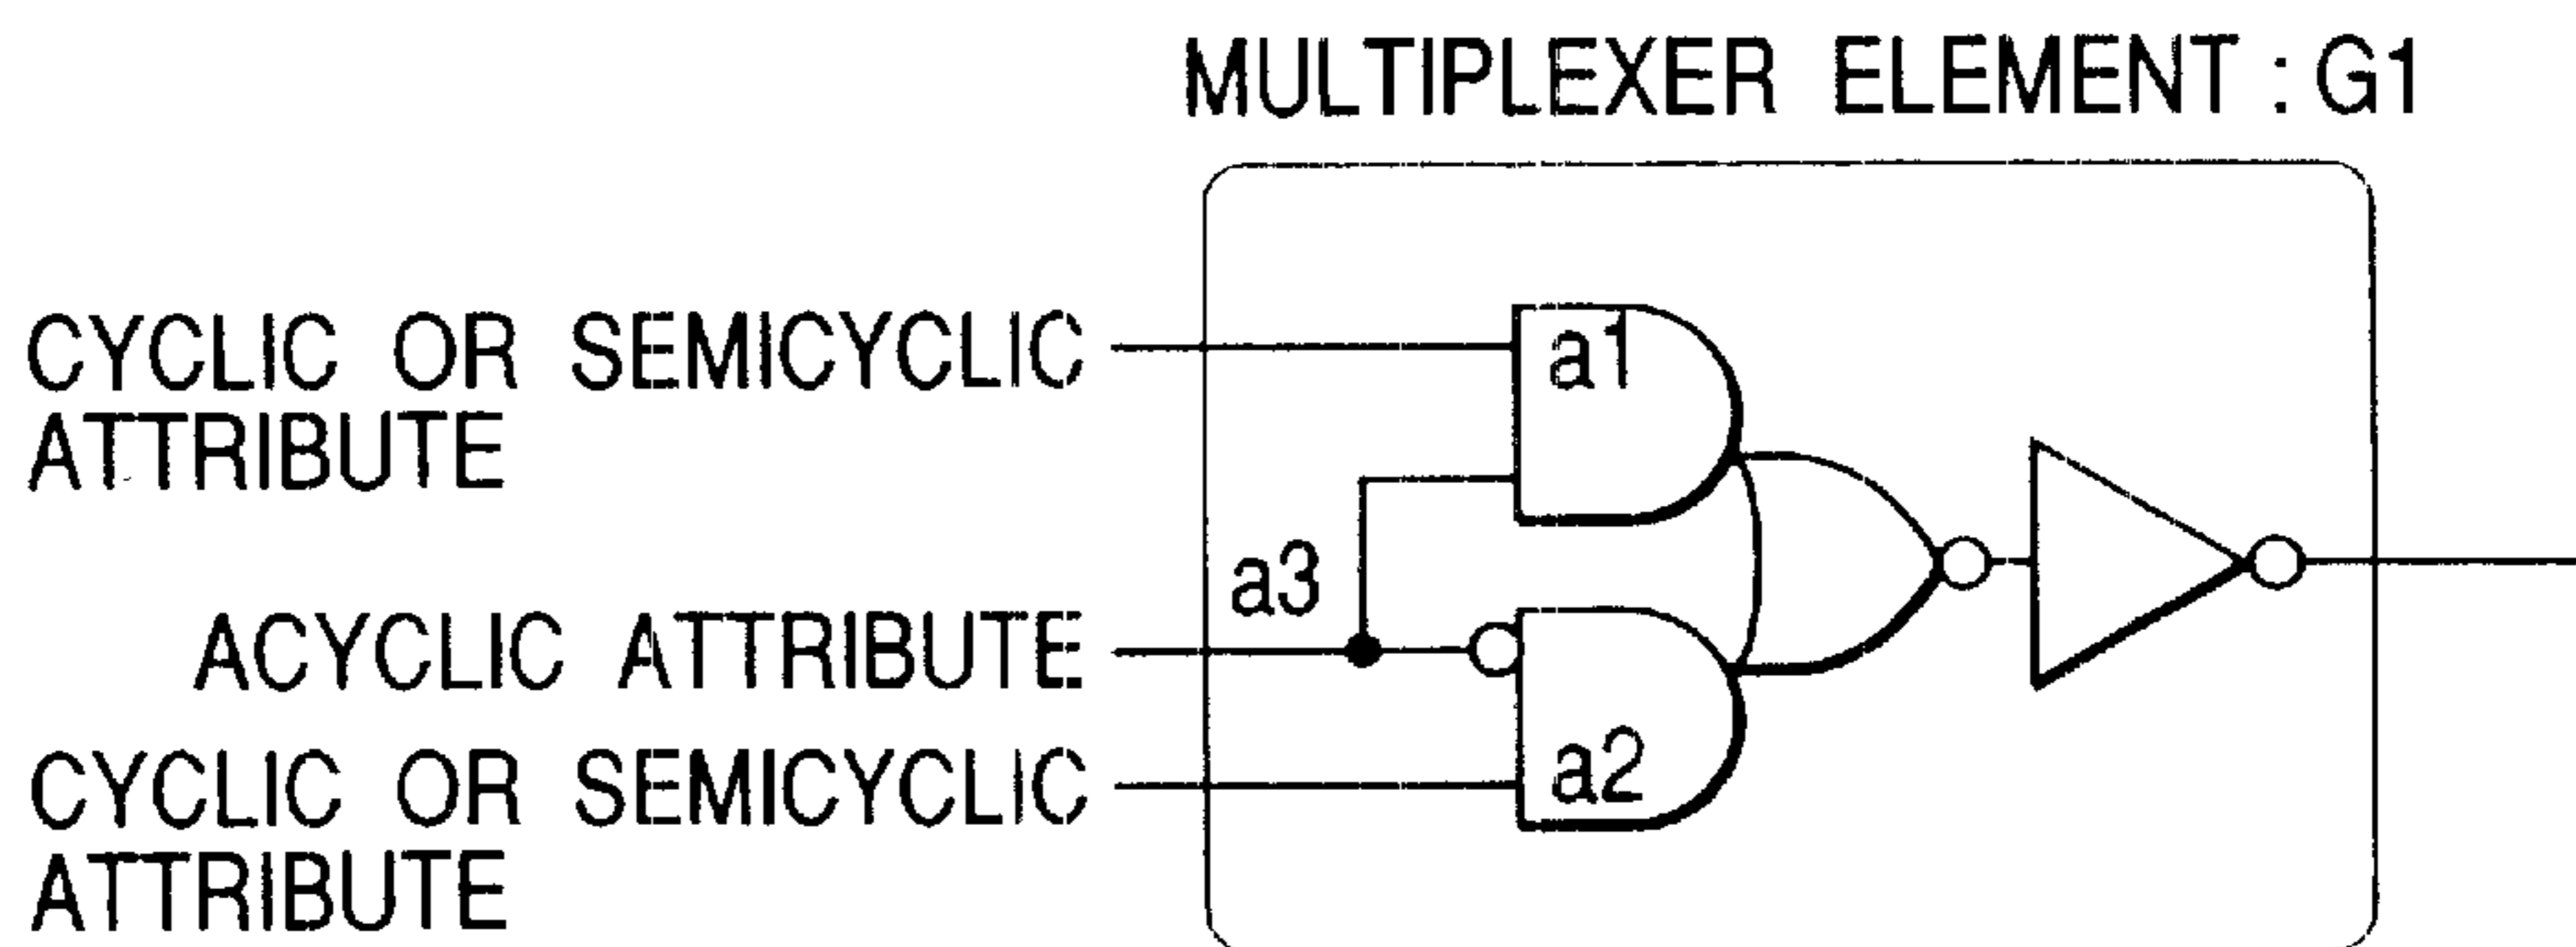 MULTIPLEXER ELEMENT : G1
CYCLIC OR SEMICYCLIC
ATTRIBUTE
a1
a3
ACYCLIC ATTRIBUTE
CYCLIC OR SEMICYCLIC
ATTRIBUTE
a2